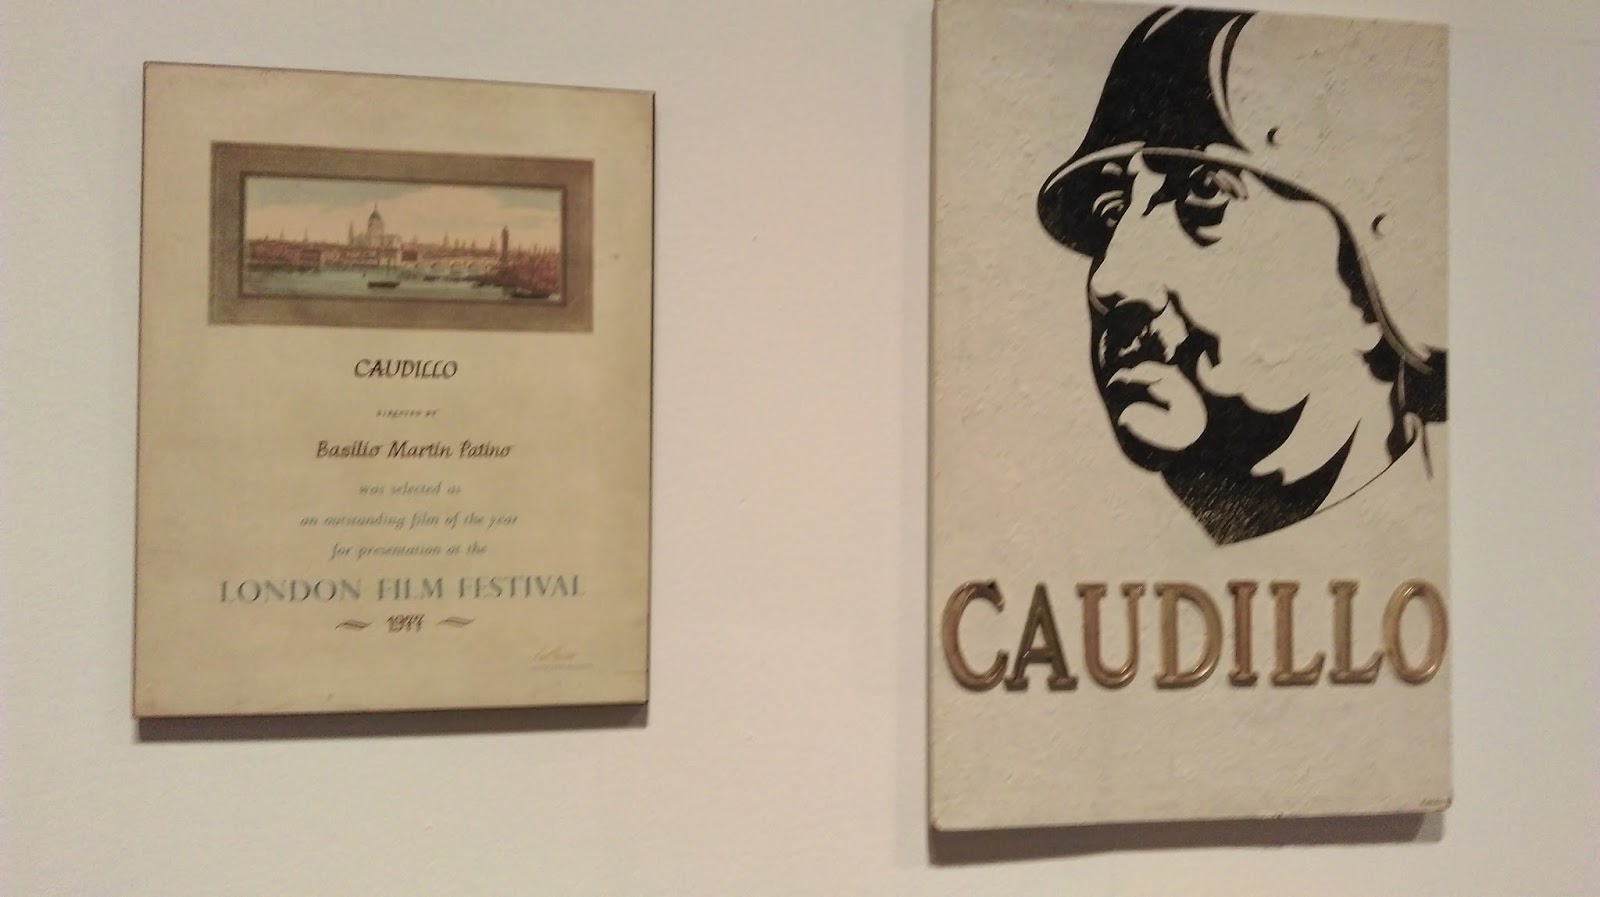 CAUDILLO
DIRECTED BY
Basilio Martin Patino
was selected as
an outstanding film of the year
for presentation at the
LONDON FILM FESTIVAL
1977
CAUDILLO